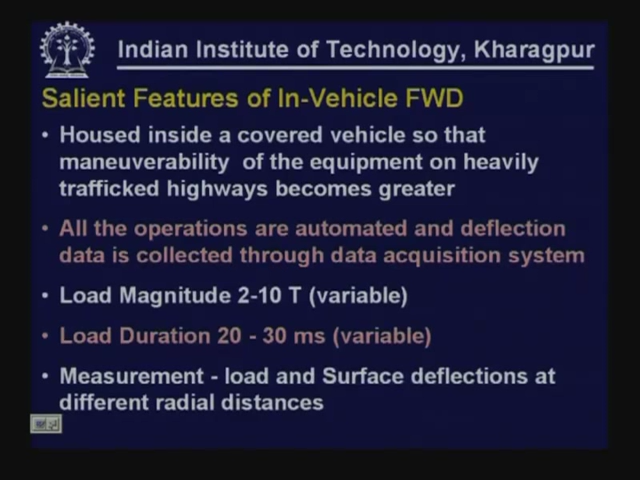 Indian Institute of Technology, Kharagpur
Salient Features of In-Vehicle FWD
• Housed inside a covered vehicle so that
maneuverability of the equipment on heavily
trafficked highways becomes greater
• All the operations are automated and deflection
data is collected through data acquisition system
• Load Magnitude 2-10 T (variable)
• Load Duration 20 - 30 ms (variable)
• Measurement - load and Surface deflections at
different radial distances